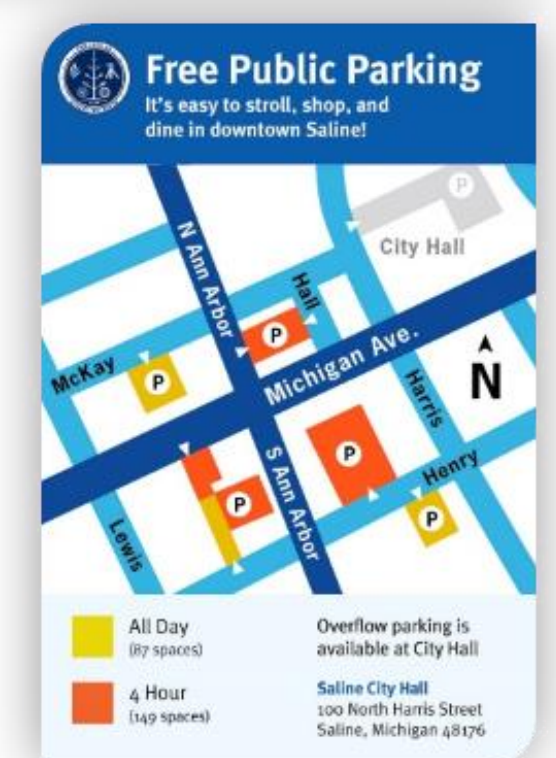 Free Public Parking
It's easy to stroll, shop, and
dine in downtown Saline!
P
City Hall
N Ann Arbor
Hall
P
Michigan Ave.
McKay
P
N
Harris
P
S Ann Arbor
Henry
P
P
Lewis
All Day
(87 spaces)
4 Hour
(149 spaces)
Overflow parking is
available at City Hall
Saline City Hall
100 North Harris Street
Saline, Michigan 48176